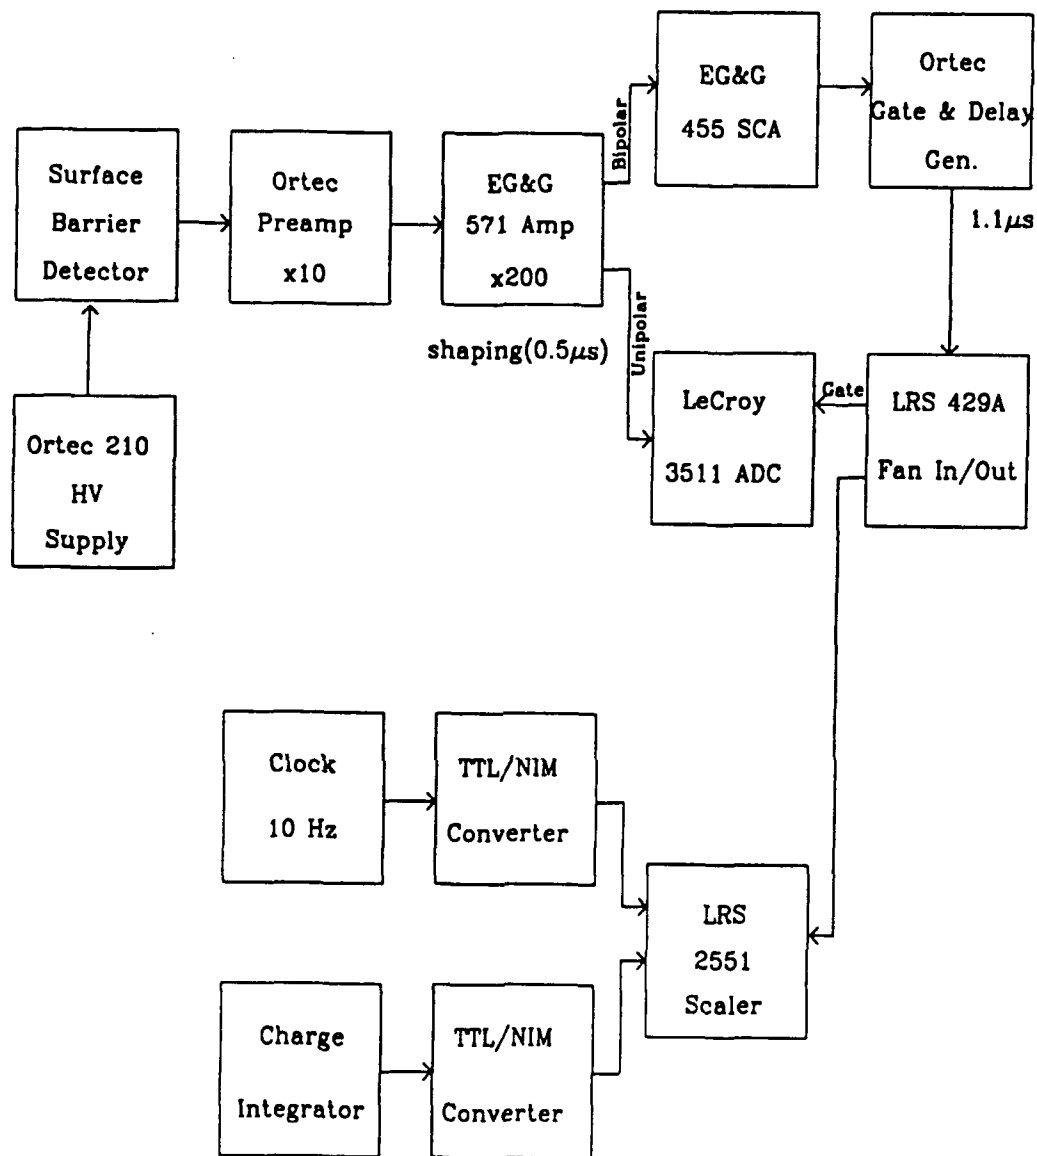 Surface
Barrier
Detector
Ortec 210
HV
Supply
Ortec
Preamp
x10
EG&G
571 Amp
x200
shaping(0.5μs)
Bipolar
Unipolar
EG&G
455 SCA
Ortec
Gate & Delay
Gen.
1.1μs
LeCroy
3511 ADC
Gate
LRS 429A
Fan In/Out
Clock
10 Hz
TTL/NIM
Converter
Charge
Integrator
TTL/NIM
Converter
LRS
2551
Scaler